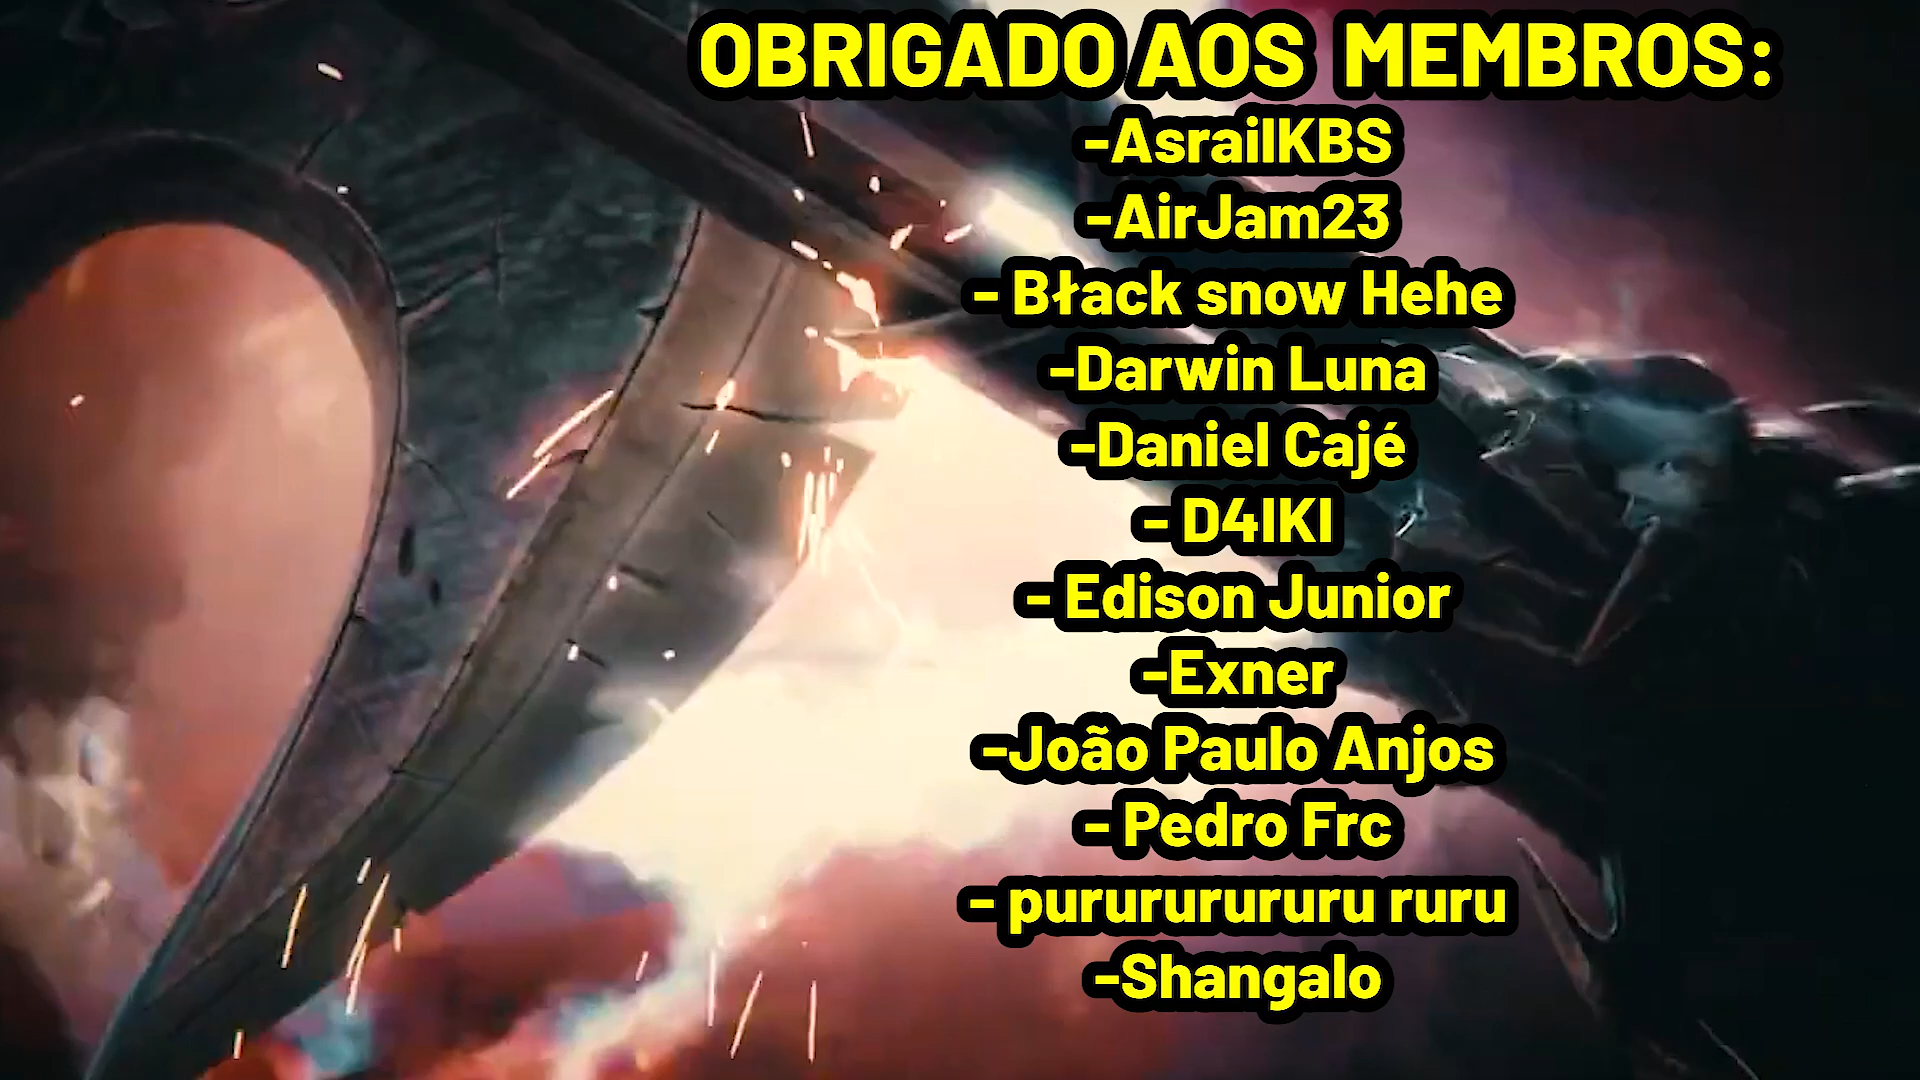 OBRIGADO AOS MEMBROS:
-AsrailKBS
-AirJam23
- Błack snow Hehe
-Darwin Luna
-Daniel Cajé
- D4IKI
- Edison Junior
-Exner
-João Paulo Anjos
- Pedro Frc
- purururururu ruru
-Shangalo